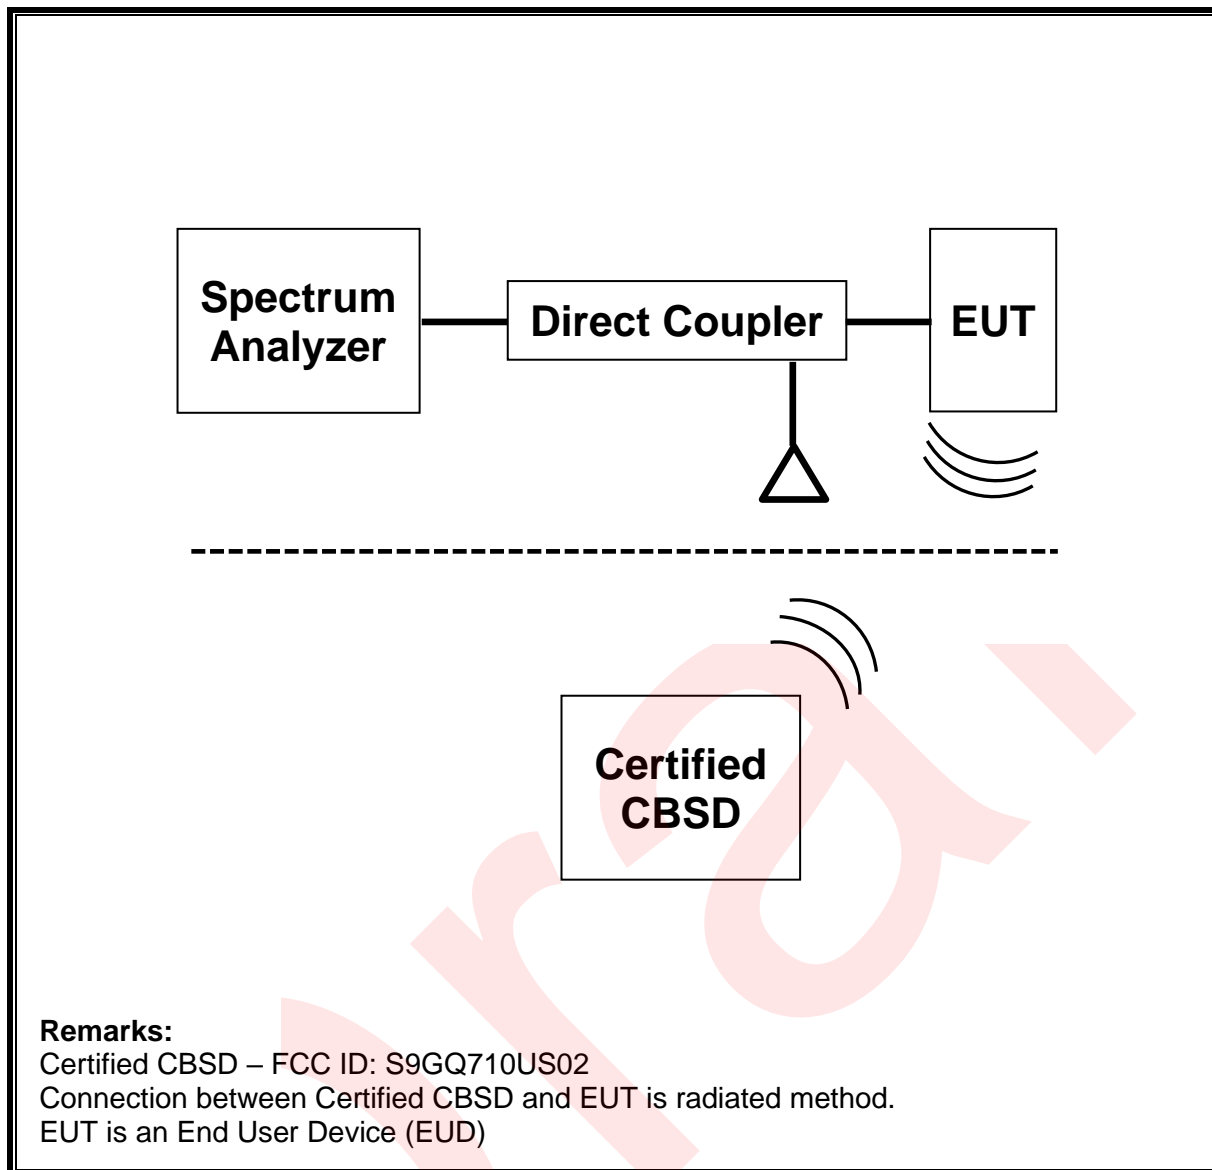 Spectrum
Analyzer
Direct Coupler
EUT
Certified
CBSD
Remarks:
Certified CBSD – FCC ID: S9GQ710US02
Connection between Certified CBSD and EUT is radiated method.
EUT is an End User Device (EUD)